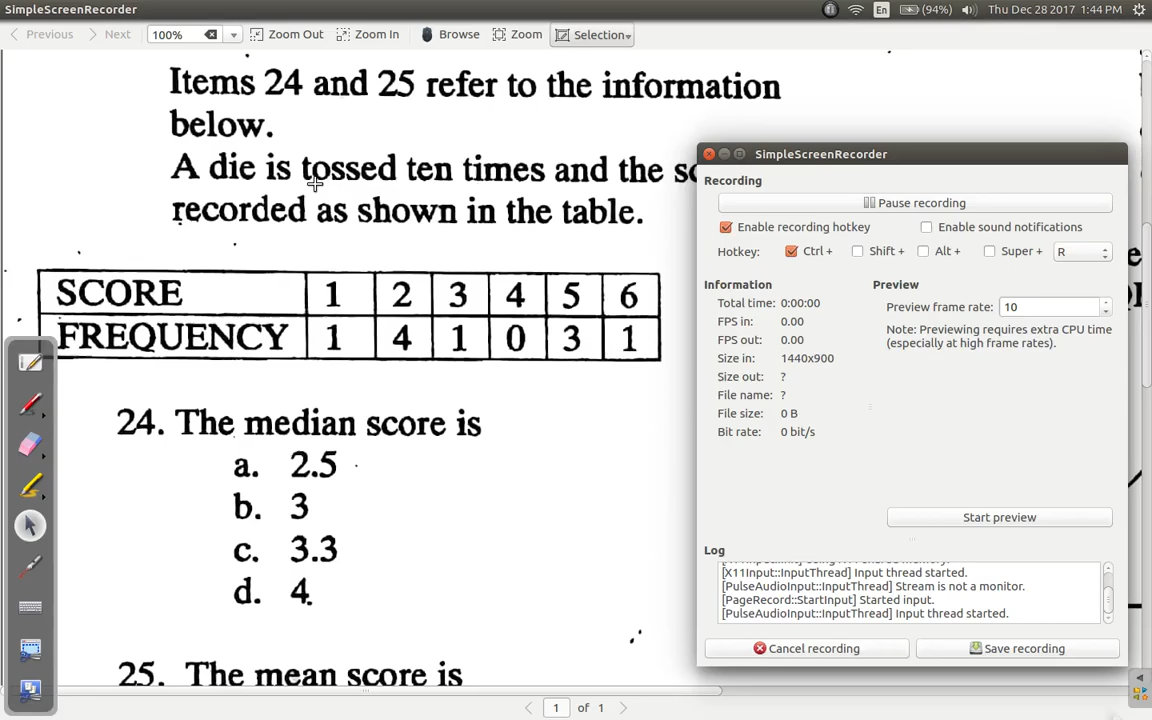 SimpleScreenRecorder
En (94%) Thu Dec 28 2017 1:44 PM
Previous Next 100% Zoom Out Zoom In Browse Zoom Selection
Items 24 and 25 refer to the information
below.
A die is tossed ten times and the
recorded as shown in the table.
SCORE 1 2 3 4 5 6
FREQUENCY 1 4 1 0 3 1
24. The median score is
a. 2.5
b. 3
c. 3.3
d. 4.
25. The mean score is
1 of 1
SimpleScreenRecorder
Recording
Pause recording
Enable recording hotkey Enable sound notifications
Hotkey: Ctrl + Shift + Alt + Super + R
Information
Total time: 0:00:00
FPS in: 0.00
FPS out: 0.00
Size in: 1440x900
Size out: ?
File name: ?
File size: 0 B
Bit rate: 0 bit/s
Preview
Preview frame rate: 10
Note: Previewing requires extra CPU time
(especially at high frame rates).
Start preview
Log
[X11Input::InputThread] Input thread started.
[PulseAudioInput::InputThread] Stream is not a monitor.
[PageRecord::StartInput] Started input.
[PulseAudioInput::InputThread] Input thread started.
Cancel recording Save recording